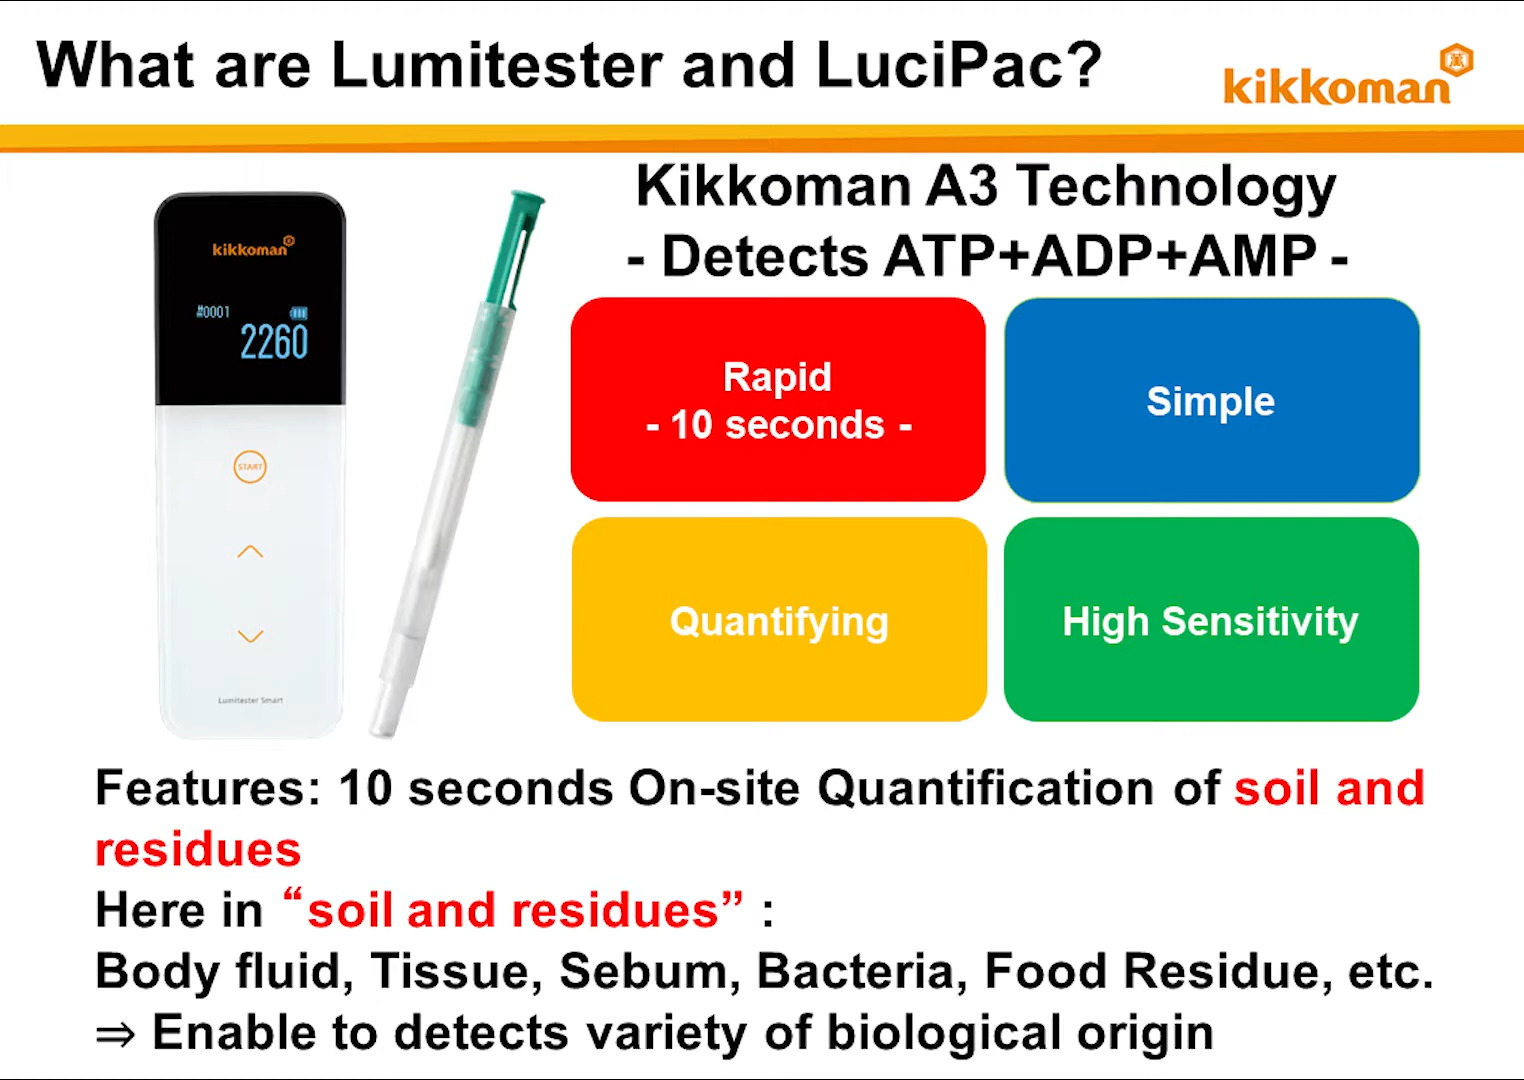 What are Lumitester and LuciPac?
kikkoman
Kikkoman A3 Technology
- Detects ATP+ADP+AMP -
kikkoman
#0001
2260
START
Lumitester Smart
Rapid
- 10 seconds -
Simple
Quantifying
High Sensitivity
Features: 10 seconds On-site Quantification of soil and
residues
Here in “soil and residues” :
Body fluid, Tissue, Sebum, Bacteria, Food Residue, etc.
⇒ Enable to detects variety of biological origin